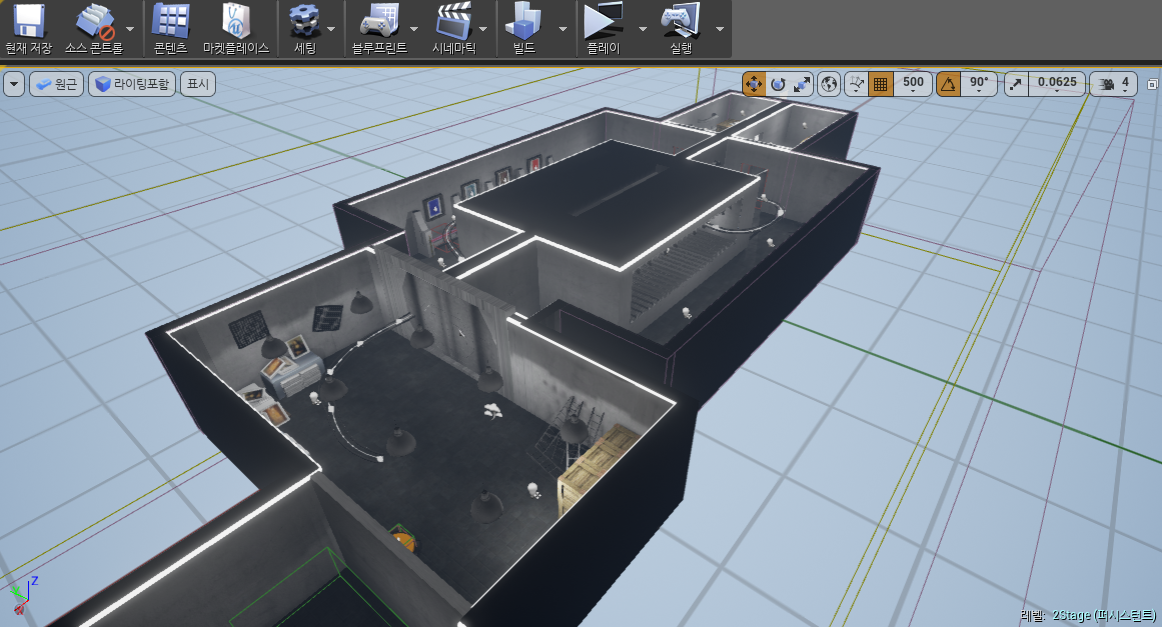 현재 저장 소스 콘트롤 콘텐츠 마켓플레이스 세팅 블루프린트 시네마틱 빌드 플레이 실행
원근 라이팅포함 표시 500 90° 0.0625 4
Z
레벨: 2Stage (퍼시스턴트)